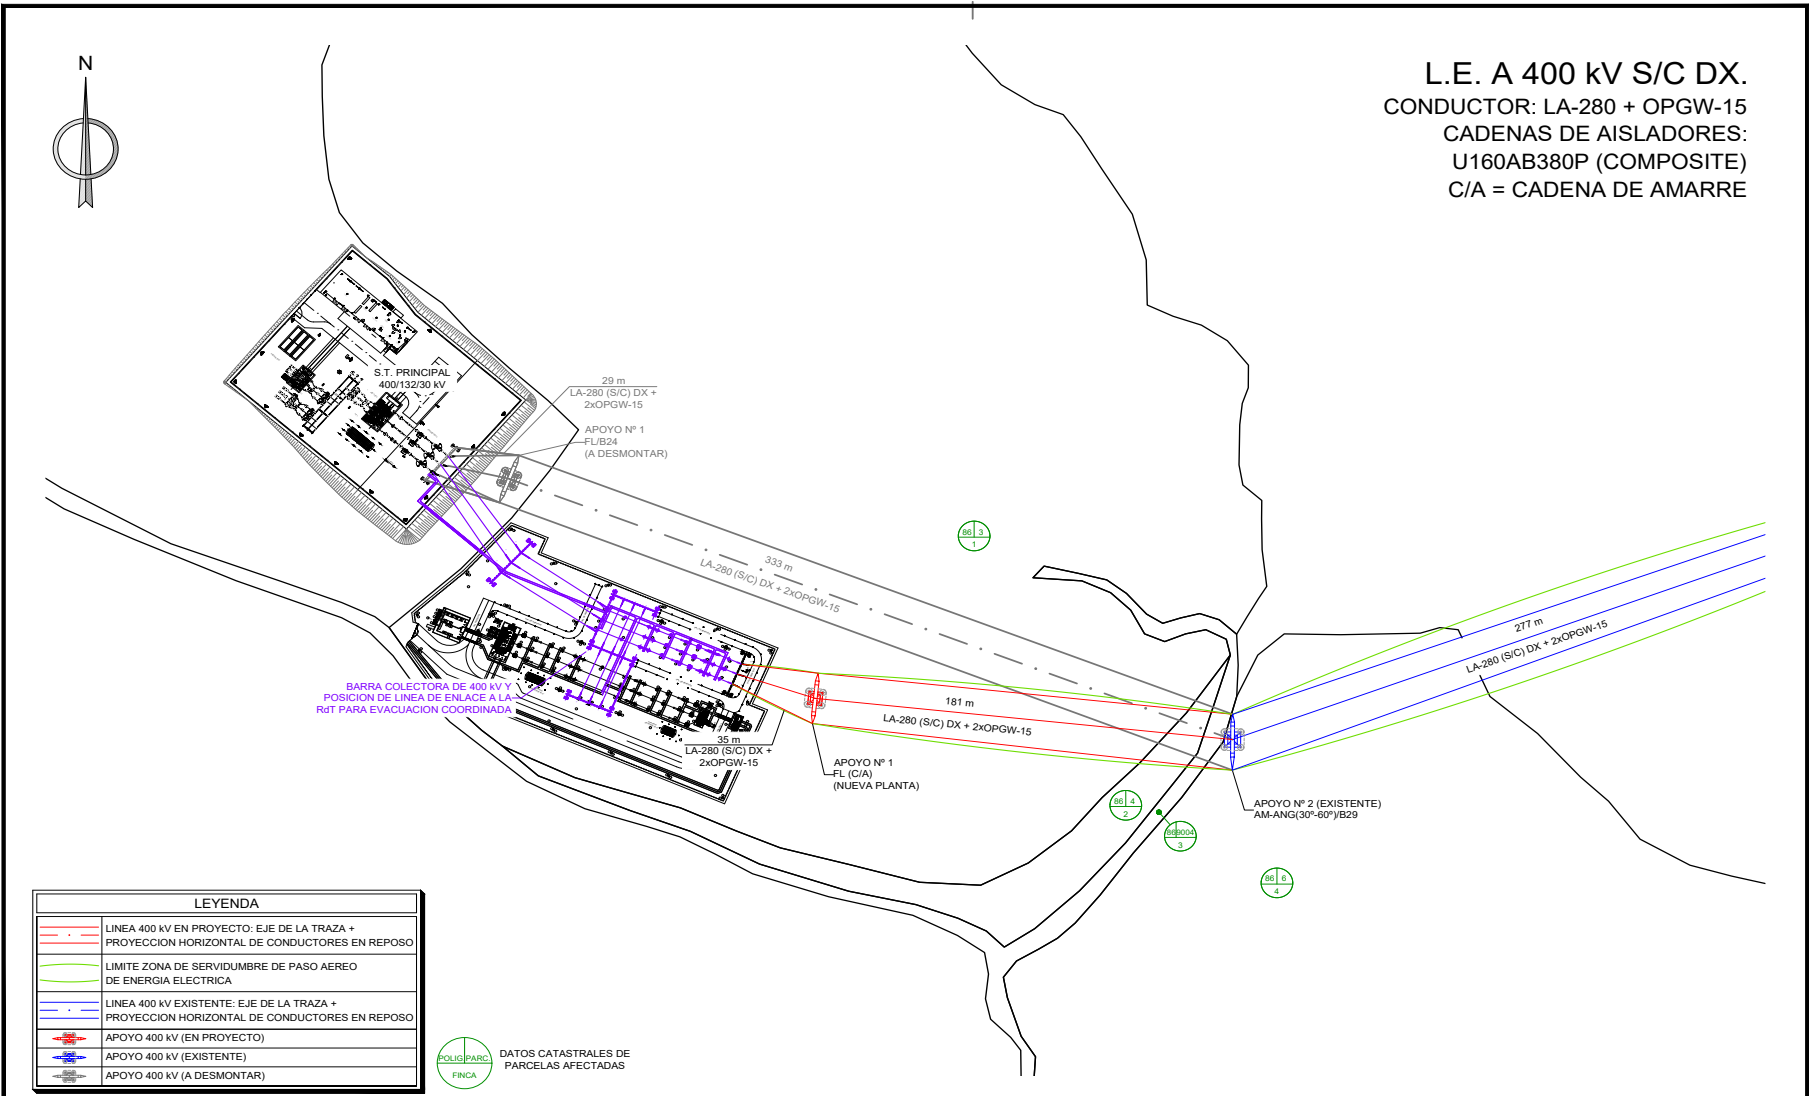 N
L.E. A 400 kV S/C DX.
CONDUCTOR: LA-280 + OPGW-15
CADENAS DE AISLADORES:
U160AB380P (COMPOSITE)
C/A = CADENA DE AMARRE
S.T. PRINCIPAL
400/132/30 kV
29 m
LA-280 (S/C) DX +
2xOPGW-15
APOYO Nº 1
FL/B24
(A DESMONTAR)
333 m
LA-280 (S/C) DX + 2xOPGW-15
86 3
1
277 m
LA-280 (S/C) DX + 2xOPGW-15
BARRA COLECTORA DE 400 kV Y
POSICION DE LINEA DE ENLACE A LA
RdT PARA EVACUACION COORDINADA
181 m
LA-280 (S/C) DX + 2xOPGW-15
35 m
LA-280 (S/C) DX +
2xOPGW-15
APOYO Nº 1
FL (C/A)
(NUEVA PLANTA)
APOYO Nº 2 (EXISTENTE)
AM-ANG(30º-60º)/B29
86 4
2
86 9004
3
86 6
4
LEYENDA
LINEA 400 kV EN PROYECTO: EJE DE LA TRAZA +
PROYECCION HORIZONTAL DE CONDUCTORES EN REPOSO
LIMITE ZONA DE SERVIDUMBRE DE PASO AEREO
DE ENERGIA ELECTRICA
LINEA 400 kV EXISTENTE: EJE DE LA TRAZA +
PROYECCION HORIZONTAL DE CONDUCTORES EN REPOSO
APOYO 400 kV (EN PROYECTO)
APOYO 400 kV (EXISTENTE)
APOYO 400 kV (A DESMONTAR)
POLIG PARC.
FINCA
DATOS CATASTRALES DE
PARCELAS AFECTADAS